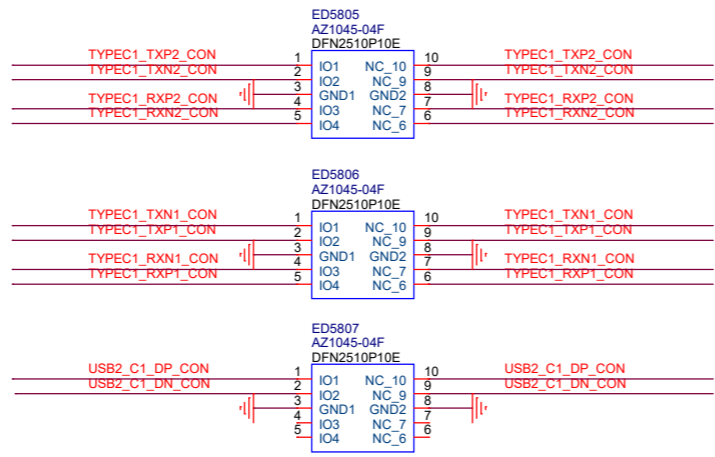 ED5805
AZ1045-04F
DFN2510P10E
TYPEC1_TXP2_CON 1 IO1 NC_10 10 TYPEC1_TXP2_CON
TYPEC1_TXN2_CON 2 IO2 NC_9 9 TYPEC1_TXN2_CON
3 GND1 GND2 8
TYPEC1_RXP2_CON 4 IO3 NC_7 7 TYPEC1_RXP2_CON
TYPEC1_RXN2_CON 5 IO4 NC_6 6 TYPEC1_RXN2_CON
ED5806
AZ1045-04F
DFN2510P10E
TYPEC1_TXN1_CON 1 IO1 NC_10 10 TYPEC1_TXN1_CON
TYPEC1_TXP1_CON 2 IO2 NC_9 9 TYPEC1_TXP1_CON
3 GND1 GND2 8
TYPEC1_RXN1_CON 4 IO3 NC_7 7 TYPEC1_RXN1_CON
TYPEC1_RXP1_CON 5 IO4 NC_6 6 TYPEC1_RXP1_CON
ED5807
AZ1045-04F
DFN2510P10E
USB2_C1_DP_CON 1 IO1 NC_10 10 USB2_C1_DP_CON
USB2_C1_DN_CON 2 IO2 NC_9 9 USB2_C1_DN_CON
3 GND1 GND2 8
4 IO3 NC_7 7
5 IO4 NC_6 6